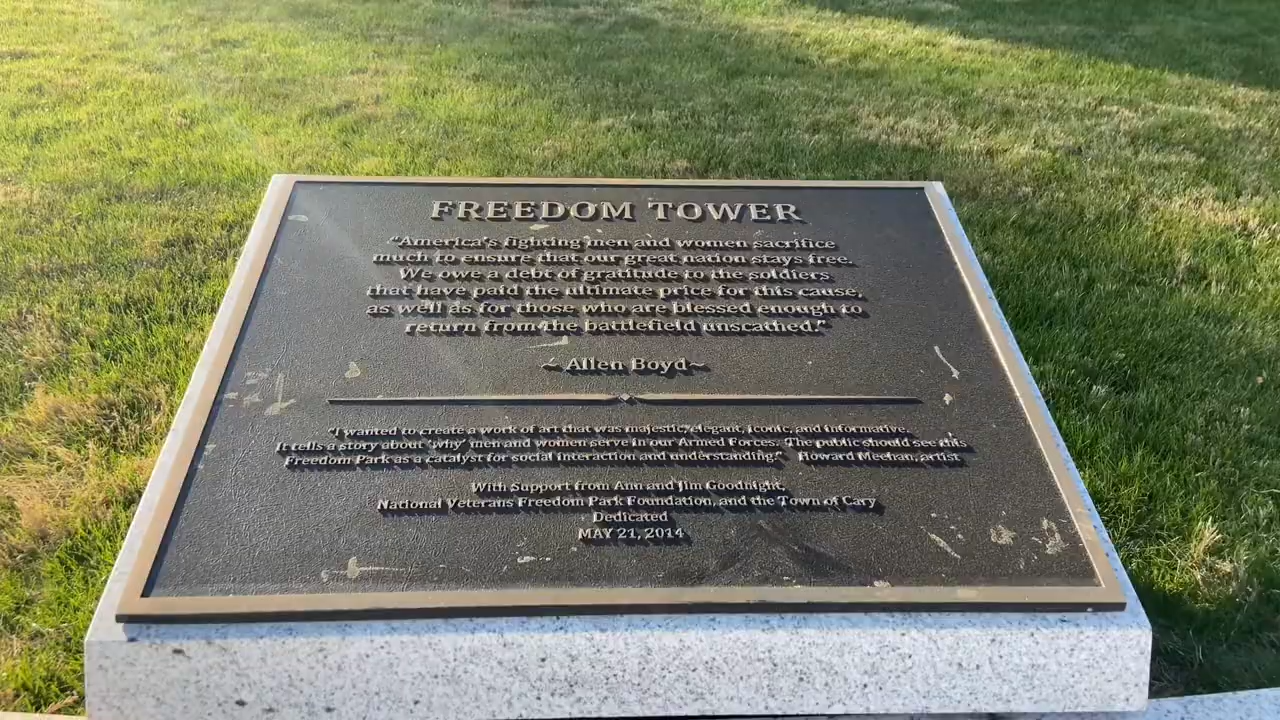 FREEDOM TOWER
"America's fighting men and women sacrifice
much to ensure that our great nation stays free.
We owe a debt of gratitude to the soldiers
that have paid the ultimate price for this cause,
as well as for those who are blessed enough to
return from the battlefield unscathed."
~ Allen Boyd ~
"I wanted to create a work of art that was majestic, elegant, iconic, and informative.
It tells a story about 'why' men and women serve in our Armed Forces. The public should see this
Freedom Park as a catalyst for social interaction and understanding." Howard Meehan, artist
With Support from Ann and Jim Goodnight,
National Veterans Freedom Park Foundation, and the Town of Cary
Dedicated
MAY 21, 2014